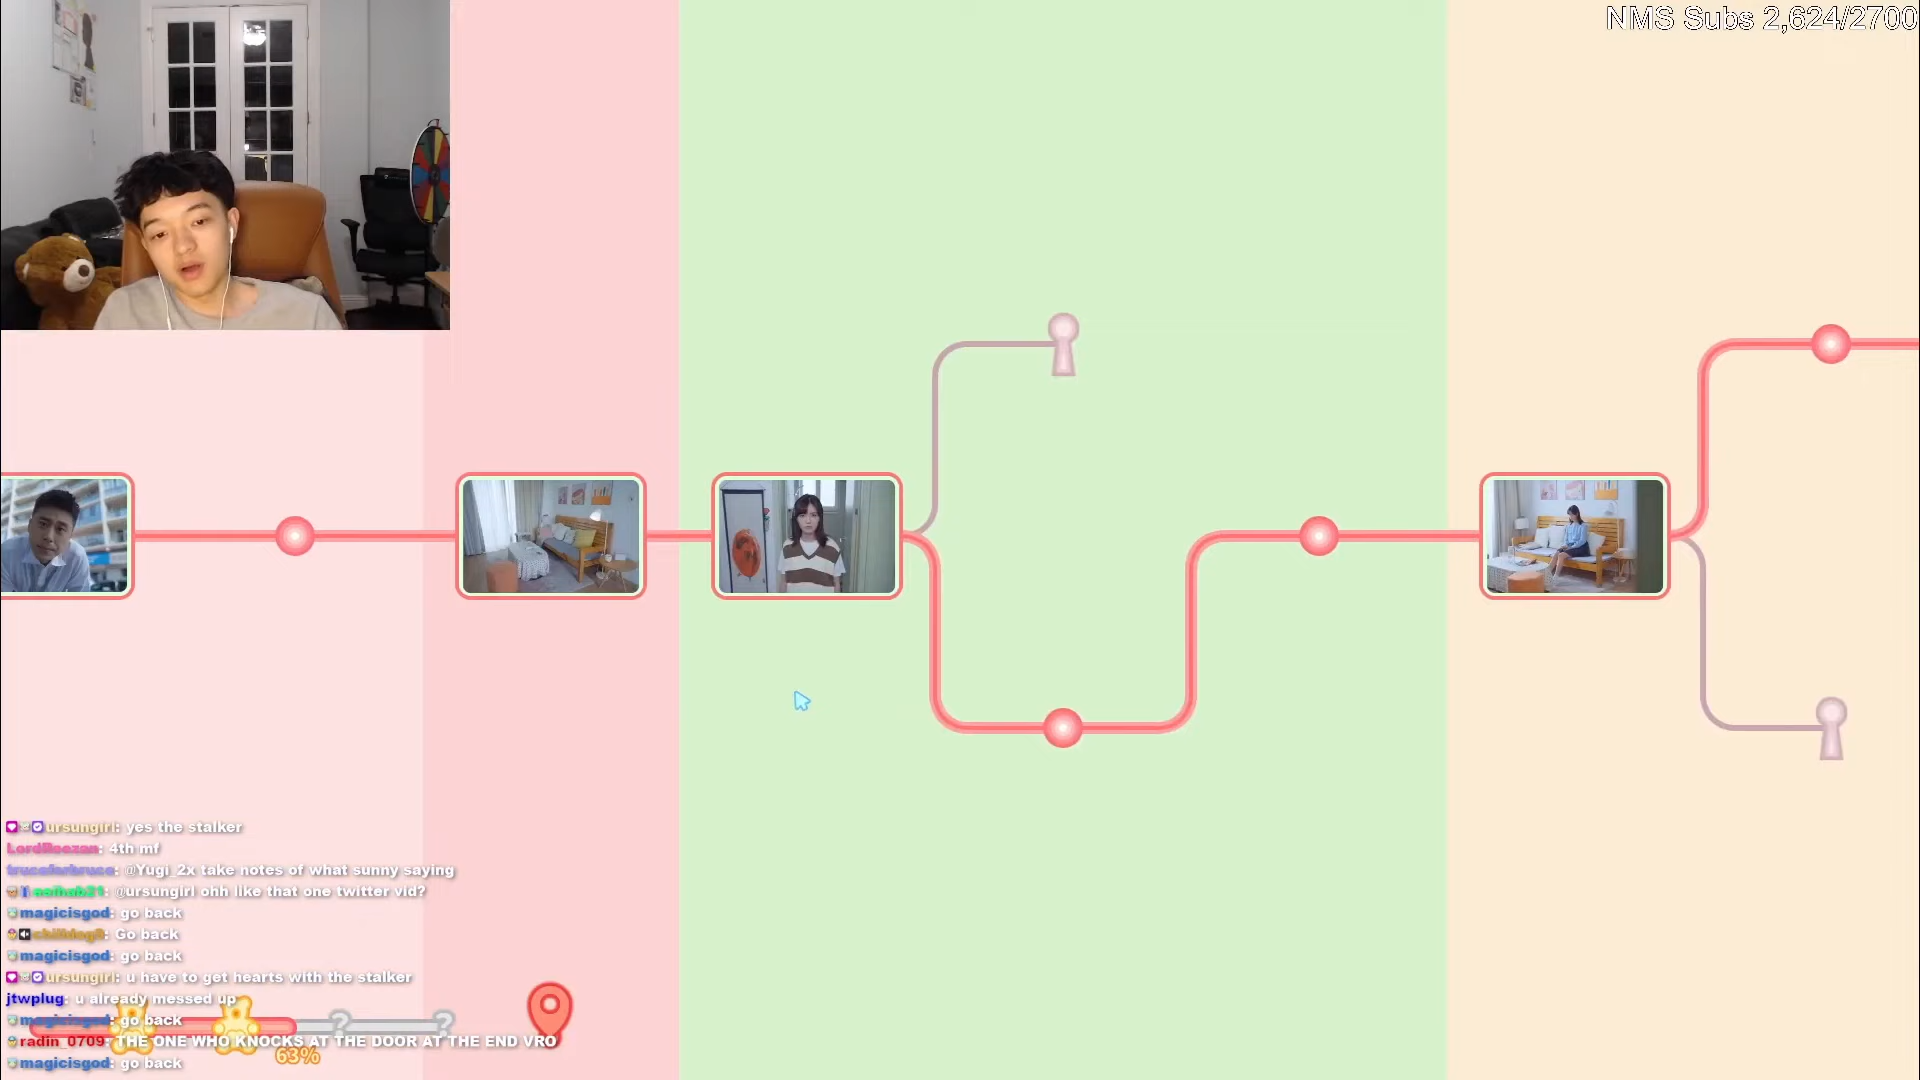 NMS Subs 2,624/2700
ursungirl: yes the stalker
LordRoozan: 4th mf
truceforbruce: @Yugi_2x take notes of what sunny saying
: @ursungirl ohh like that one twitter vid?
magicisgod: go back
: Go back
magicisgod: go back
ursungirl: u have to get hearts with the stalker
jtwplug: u already messed up
magicisgod: go back
radin_0709: THE ONE WHO KNOCKS AT THE DOOR AT THE END VRO
63%
magicisgod: go back